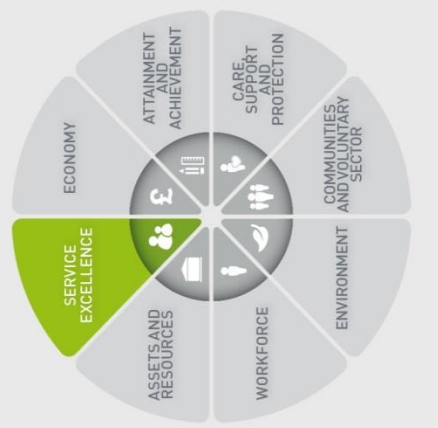 ATTAINMENT
AND
ACHIEVEMENT
CARE,
SUPPORT
AND
PROTECTION
COMMUNITIES
AND VOLUNTARY
SECTOR
ENVIRONMENT
WORKFORCE
ASSETS AND
RESOURCES
SERVICE
EXCELLENCE
ECONOMY
£